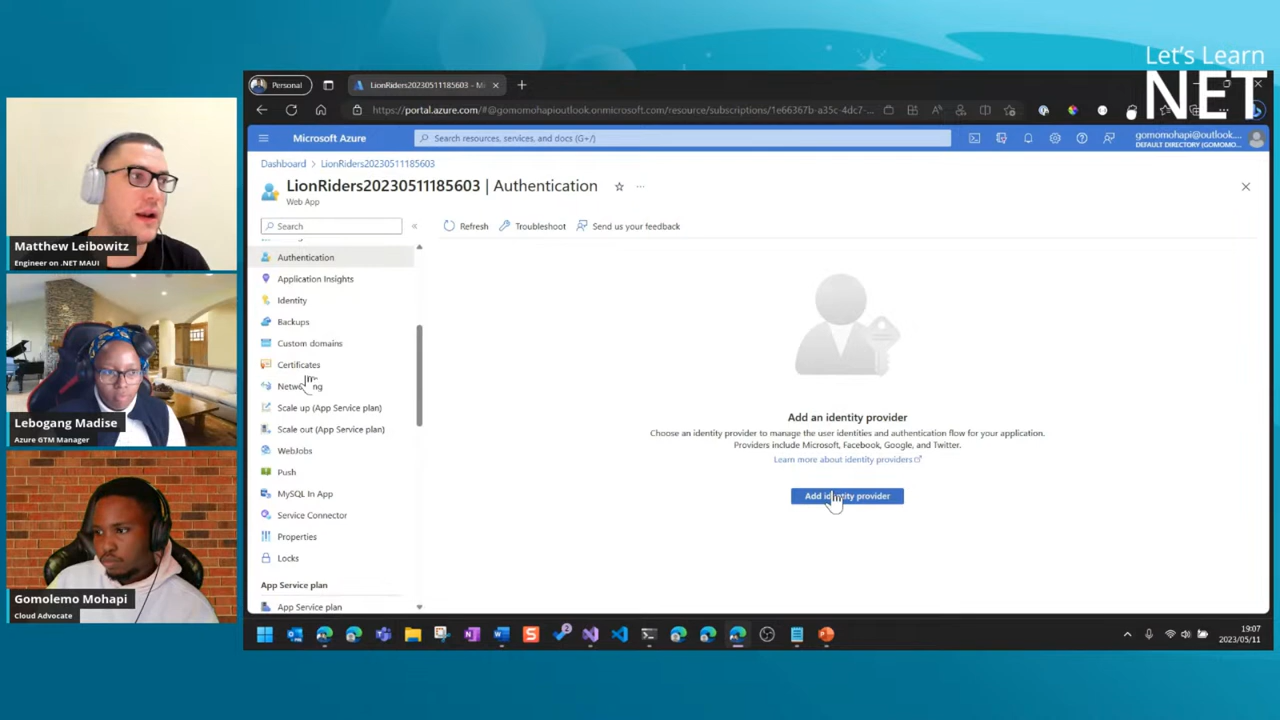 Let's Learn
.NET
Matthew Leibowitz
Engineer on .NET MAUI
Lebogang Madise
Azure GTM Manager
Gomolemo Mohapi
Cloud Advocate
Personal
LionRiders20230511185603 - Mi
https://portal.azure.com/#@gomomohapioutlook.onmicrosoft.com/resource/subscriptions/1e66367b-a35c-4dc7-...
Microsoft Azure
Search resources, services, and docs (G+/)
gomomohapi@outlook....
DEFAULT DIRECTORY (GOMOMO...
Dashboard > LionRiders20230511185603
LionRiders20230511185603 | Authentication
Web App
Search
Refresh
Troubleshoot
Send us your feedback
Authentication
Application Insights
Identity
Backups
Custom domains
Certificates
Networking
Scale up (App Service plan)
Scale out (App Service plan)
WebJobs
Push
MySQL In App
Service Connector
Properties
Locks
App Service plan
App Service plan
Add an identity provider
Choose an identity provider to manage the user identities and authentication flow for your application.
Providers include Microsoft, Facebook, Google, and Twitter.
Learn more about identity providers
Add identity provider
19:07
2023/05/11